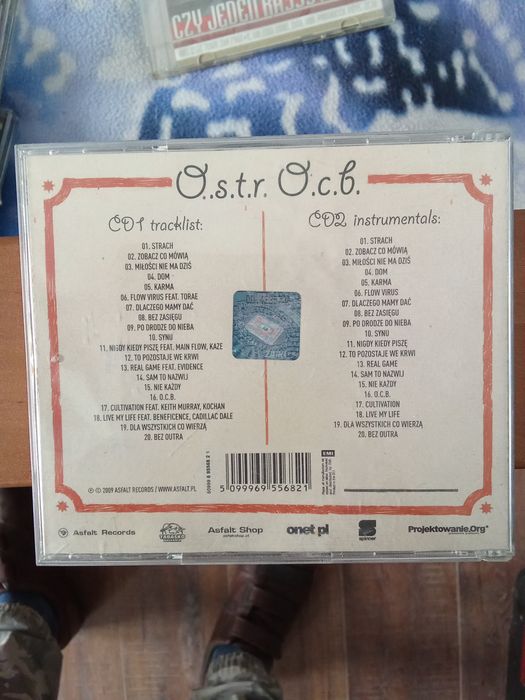 CZY JEDEN
O.s.t.r. O.c.b.
CD1 tracklist:
01. STRACH
02. ZOBACZ CO MÓWIĄ
03. MIŁOŚCI NIE MA DZIŚ
04. DOM
05. KARMA
06. FLOW VIRUS FEAT. TORAE
07. DLACZEGO MAMY DAĆ
08. BEZ ZASIĘGU
09. PO DRODZE DO NIEBA
10. SYNU
11. NIGDY KIEDY PISZĘ FEAT. MAIN FLOW, KAZE
12. TO POZOSTAJE WE KRWI
13. REAL GAME FEAT. EVIDENCE
14. SAM TO NAZWIJ
15. NIE KAŻDY
16. O.C.B.
17. CULTIVATION FEAT. KEITH MURRAY, KOCHAN
18. LIVE MY LIFE FEAT. BENEFICENCE, CADILLAC DALE
19. DLA WSZYSTKICH CO WIERZĄ
20. BEZ OUTRA
CD2 instrumentals:
01. STRACH
02. ZOBACZ CO MÓWIĄ
03. MIŁOŚCI NIE MA DZIŚ
04. DOM
05. KARMA
06. FLOW VIRUS
07. DLACZEGO MAMY DAĆ
08. BEZ ZASIĘGU
09. PO DRODZE DO NIEBA
10. SYNU
11. NIGDY KIEDY PISZĘ
12. TO POZOSTAJE WE KRWI
13. REAL GAME
14. SAM TO NAZWIJ
15. NIE KAŻDY
16. O.C.B.
17. CULTIVATION
18. LIVE MY LIFE
19. DLA WSZYSTKICH CO WIERZĄ
20. BEZ OUTRA
℗ © 2009 ASFALT RECORDS / WWW.ASFALT.PL
5 099969 556821
EMI
Asfalt Records
TABASKO
Asfalt Shop
asfaltshop.pl
onet.pl
spinner
Projektowanie.Org*